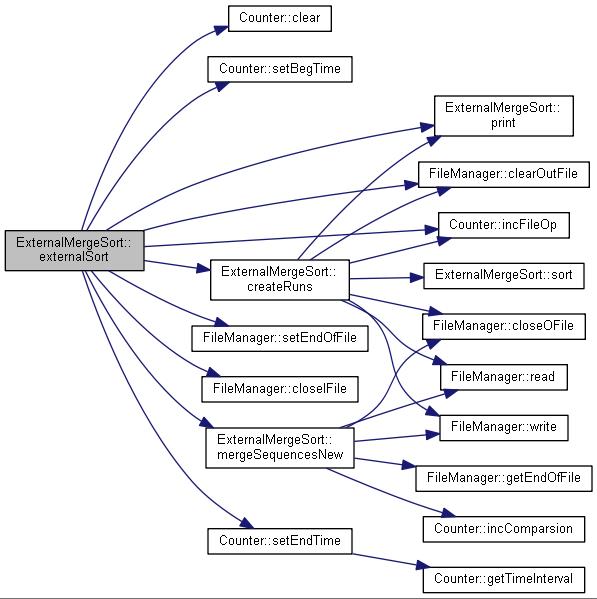 Counter::clear
Counter::setBegTime
ExternalMergeSort::
print
FileManager::clearOutFile
Counter::incFileOp
ExternalMergeSort::
externalSort
ExternalMergeSort::
createRuns
ExternalMergeSort::sort
FileManager::closeOFile
FileManager::setEndOfFile
FileManager::read
FileManager::closeIFile
FileManager::write
ExternalMergeSort::
mergeSequencesNew
FileManager::getEndOfFile
Counter::incComparsion
Counter::setEndTime
Counter::getTimeInterval